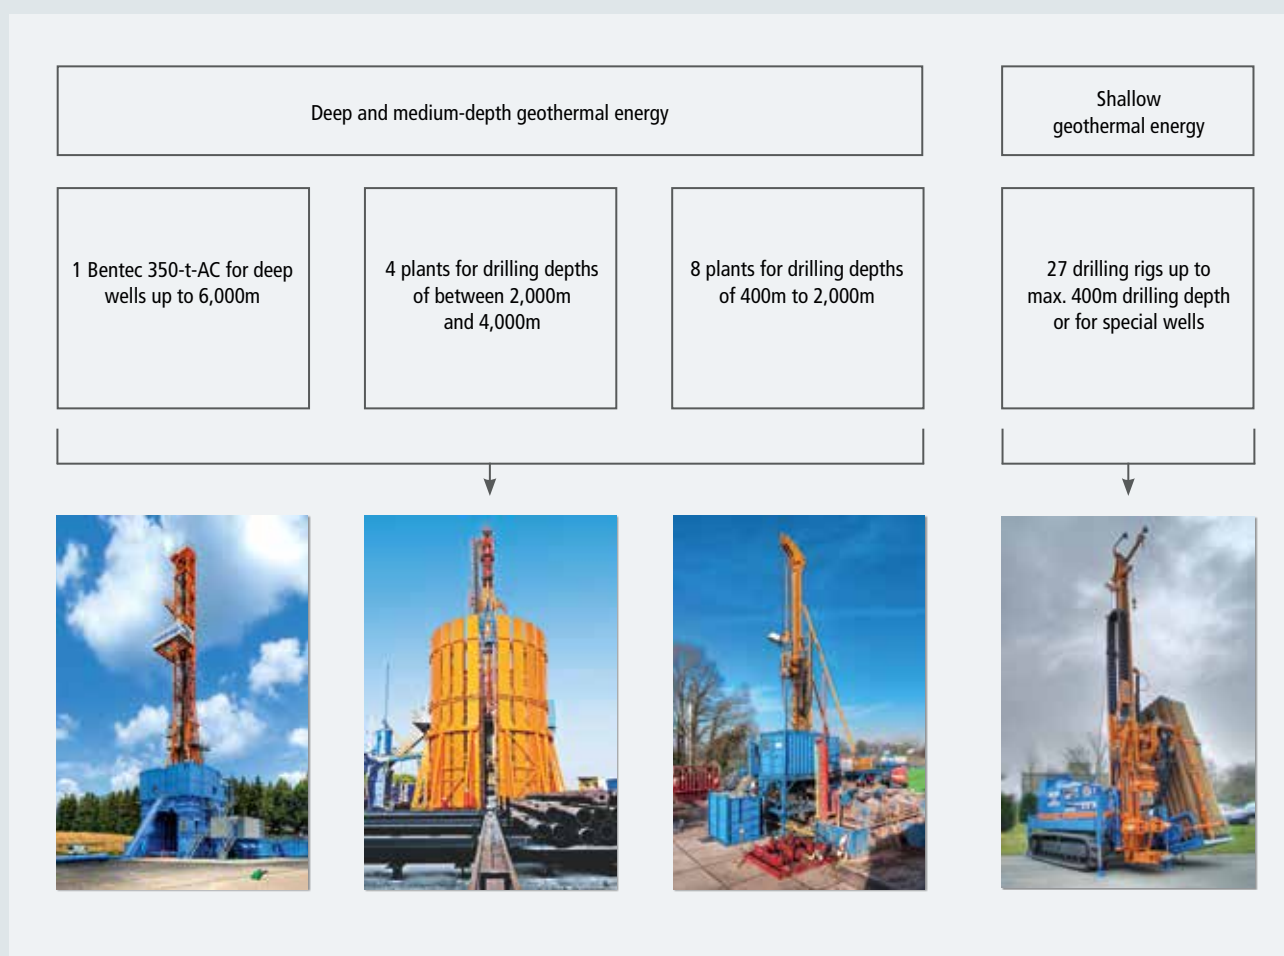 Deep and medium-depth geothermal energy
Shallow
geothermal energy
1 Bentec 350-t-AC for deep
wells up to 6,000m
4 plants for drilling depths
of between 2,000m
and 4,000m
8 plants for drilling depths
of 400m to 2,000m
27 drilling rigs up to
max. 400m drilling depth
or for special wells